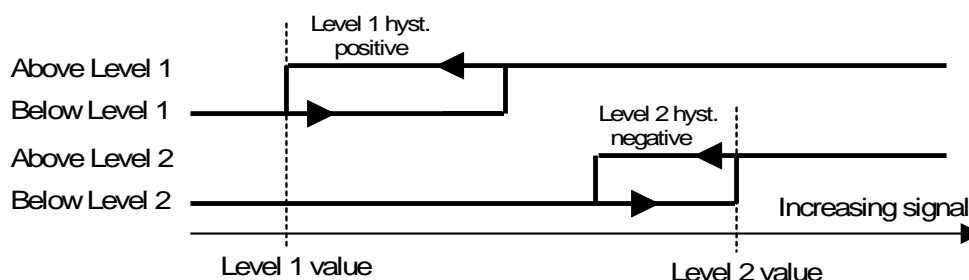 Level 1 hyst.
positive
Above Level 1
Below Level 1
Level 2 hyst.
negative
Above Level 2
Below Level 2
Increasing signal
Level 1 value
Level 2 value